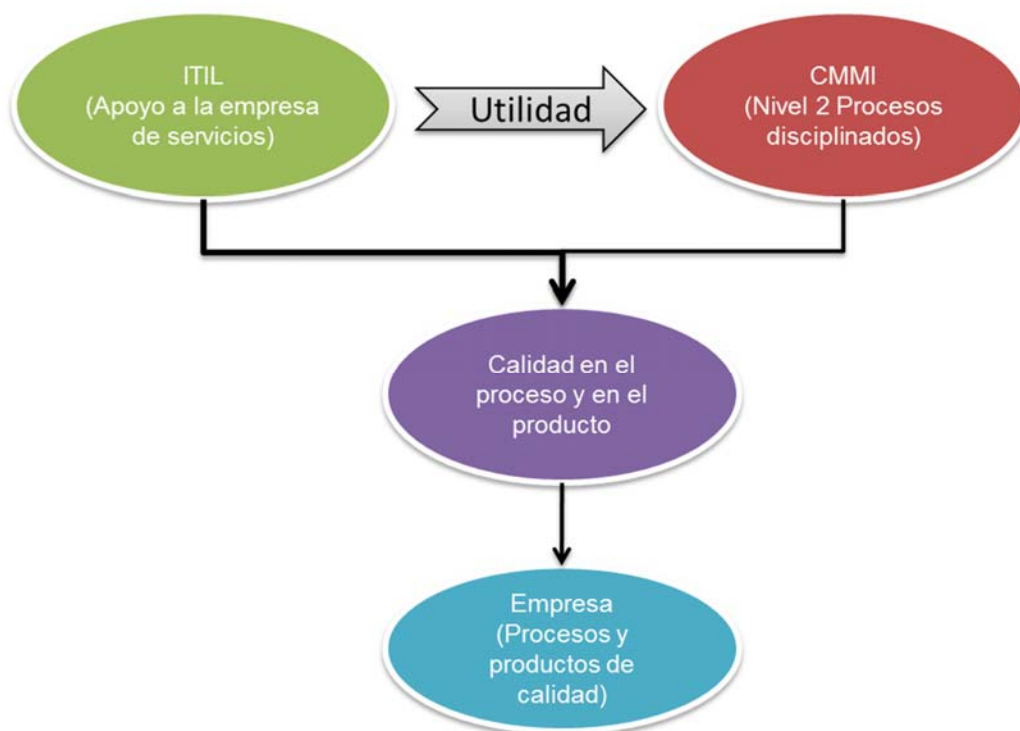 ITIL
(Apoyo a la empresa
de servicios)
Utilidad
CMMI
(Nivel 2 Procesos
disciplinados)
Calidad en el
proceso y en el
producto
Empresa
(Procesos y
productos de
calidad)